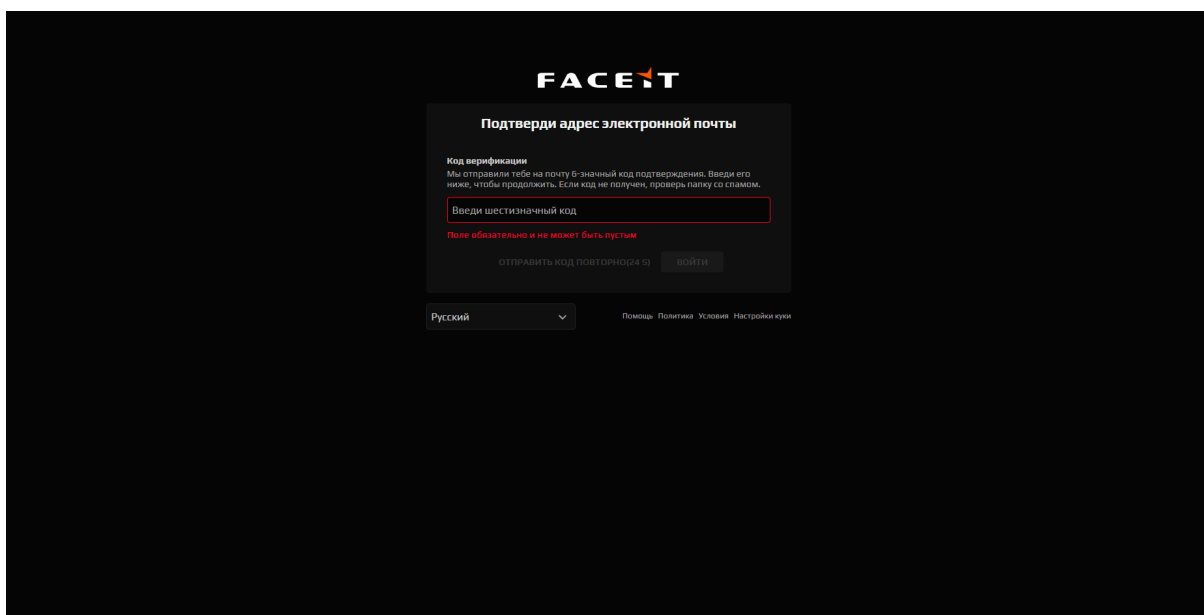 FACEIT
Подтверди адрес электронной почты
Код верификации
Мы отправили тебе на почту 6-значный код подтверждения. Введи его
ниже, чтобы продолжить. Если код не получен, проверь папку со спамом.
Введи шестизначный код
Поле обязательно и не может быть пустым
ОТПРАВИТЬ КОД ПОВТОРНО(24 S) ВОЙТИ
Русский Помощь Политика Условия Настройки куки